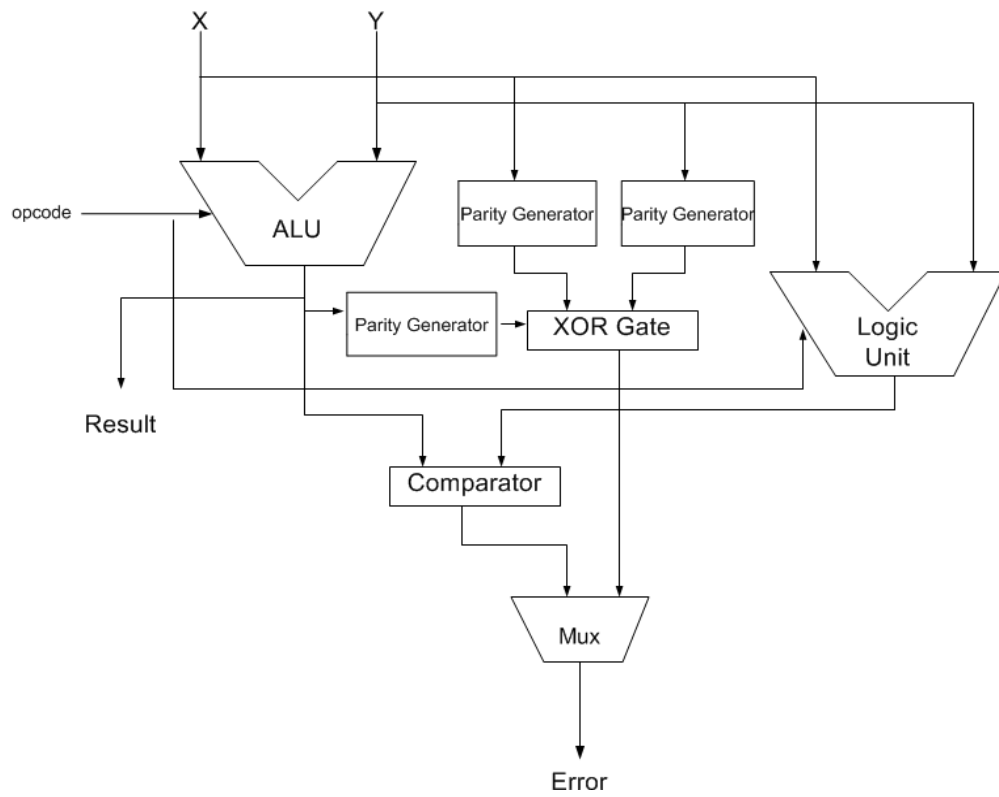 X
Y
opcode
ALU
Parity Generator
Parity Generator
Parity Generator
XOR Gate
Logic
Unit
Result
Comparator
Mux
Error